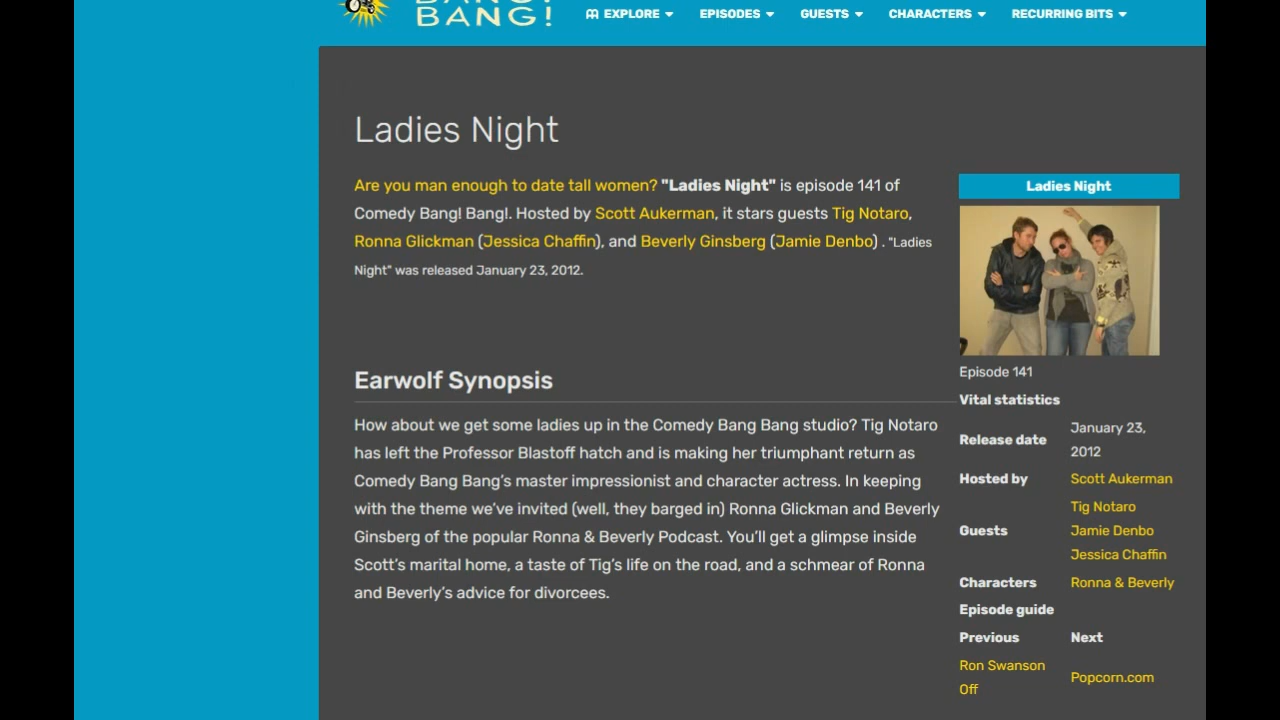 BANG!
EXPLORE
EPISODES
GUESTS
CHARACTERS
RECURRING BITS
Ladies Night
Are you man enough to date tall women? "Ladies Night" is episode 141 of
Comedy Bang! Bang!. Hosted by Scott Aukerman, it stars guests Tig Notaro,
Ronna Glickman (Jessica Chaffin), and Beverly Ginsberg (Jamie Denbo) . "Ladies
Night" was released January 23, 2012.
Earwolf Synopsis
How about we get some ladies up in the Comedy Bang Bang studio? Tig Notaro
has left the Professor Blastoff hatch and is making her triumphant return as
Comedy Bang Bang’s master impressionist and character actress. In keeping
with the theme we’ve invited (well, they barged in) Ronna Glickman and Beverly
Ginsberg of the popular Ronna & Beverly Podcast. You’ll get a glimpse inside
Scott’s marital home, a taste of Tig’s life on the road, and a schmear of Ronna
and Beverly’s advice for divorcees.
Ladies Night
Episode 141
Vital statistics
Release date January 23,
2012
Hosted by Scott Aukerman
Guests Tig Notaro
Jamie Denbo
Jessica Chaffin
Characters Ronna & Beverly
Episode guide
Previous Next
Ron Swanson
Off
Popcorn.com